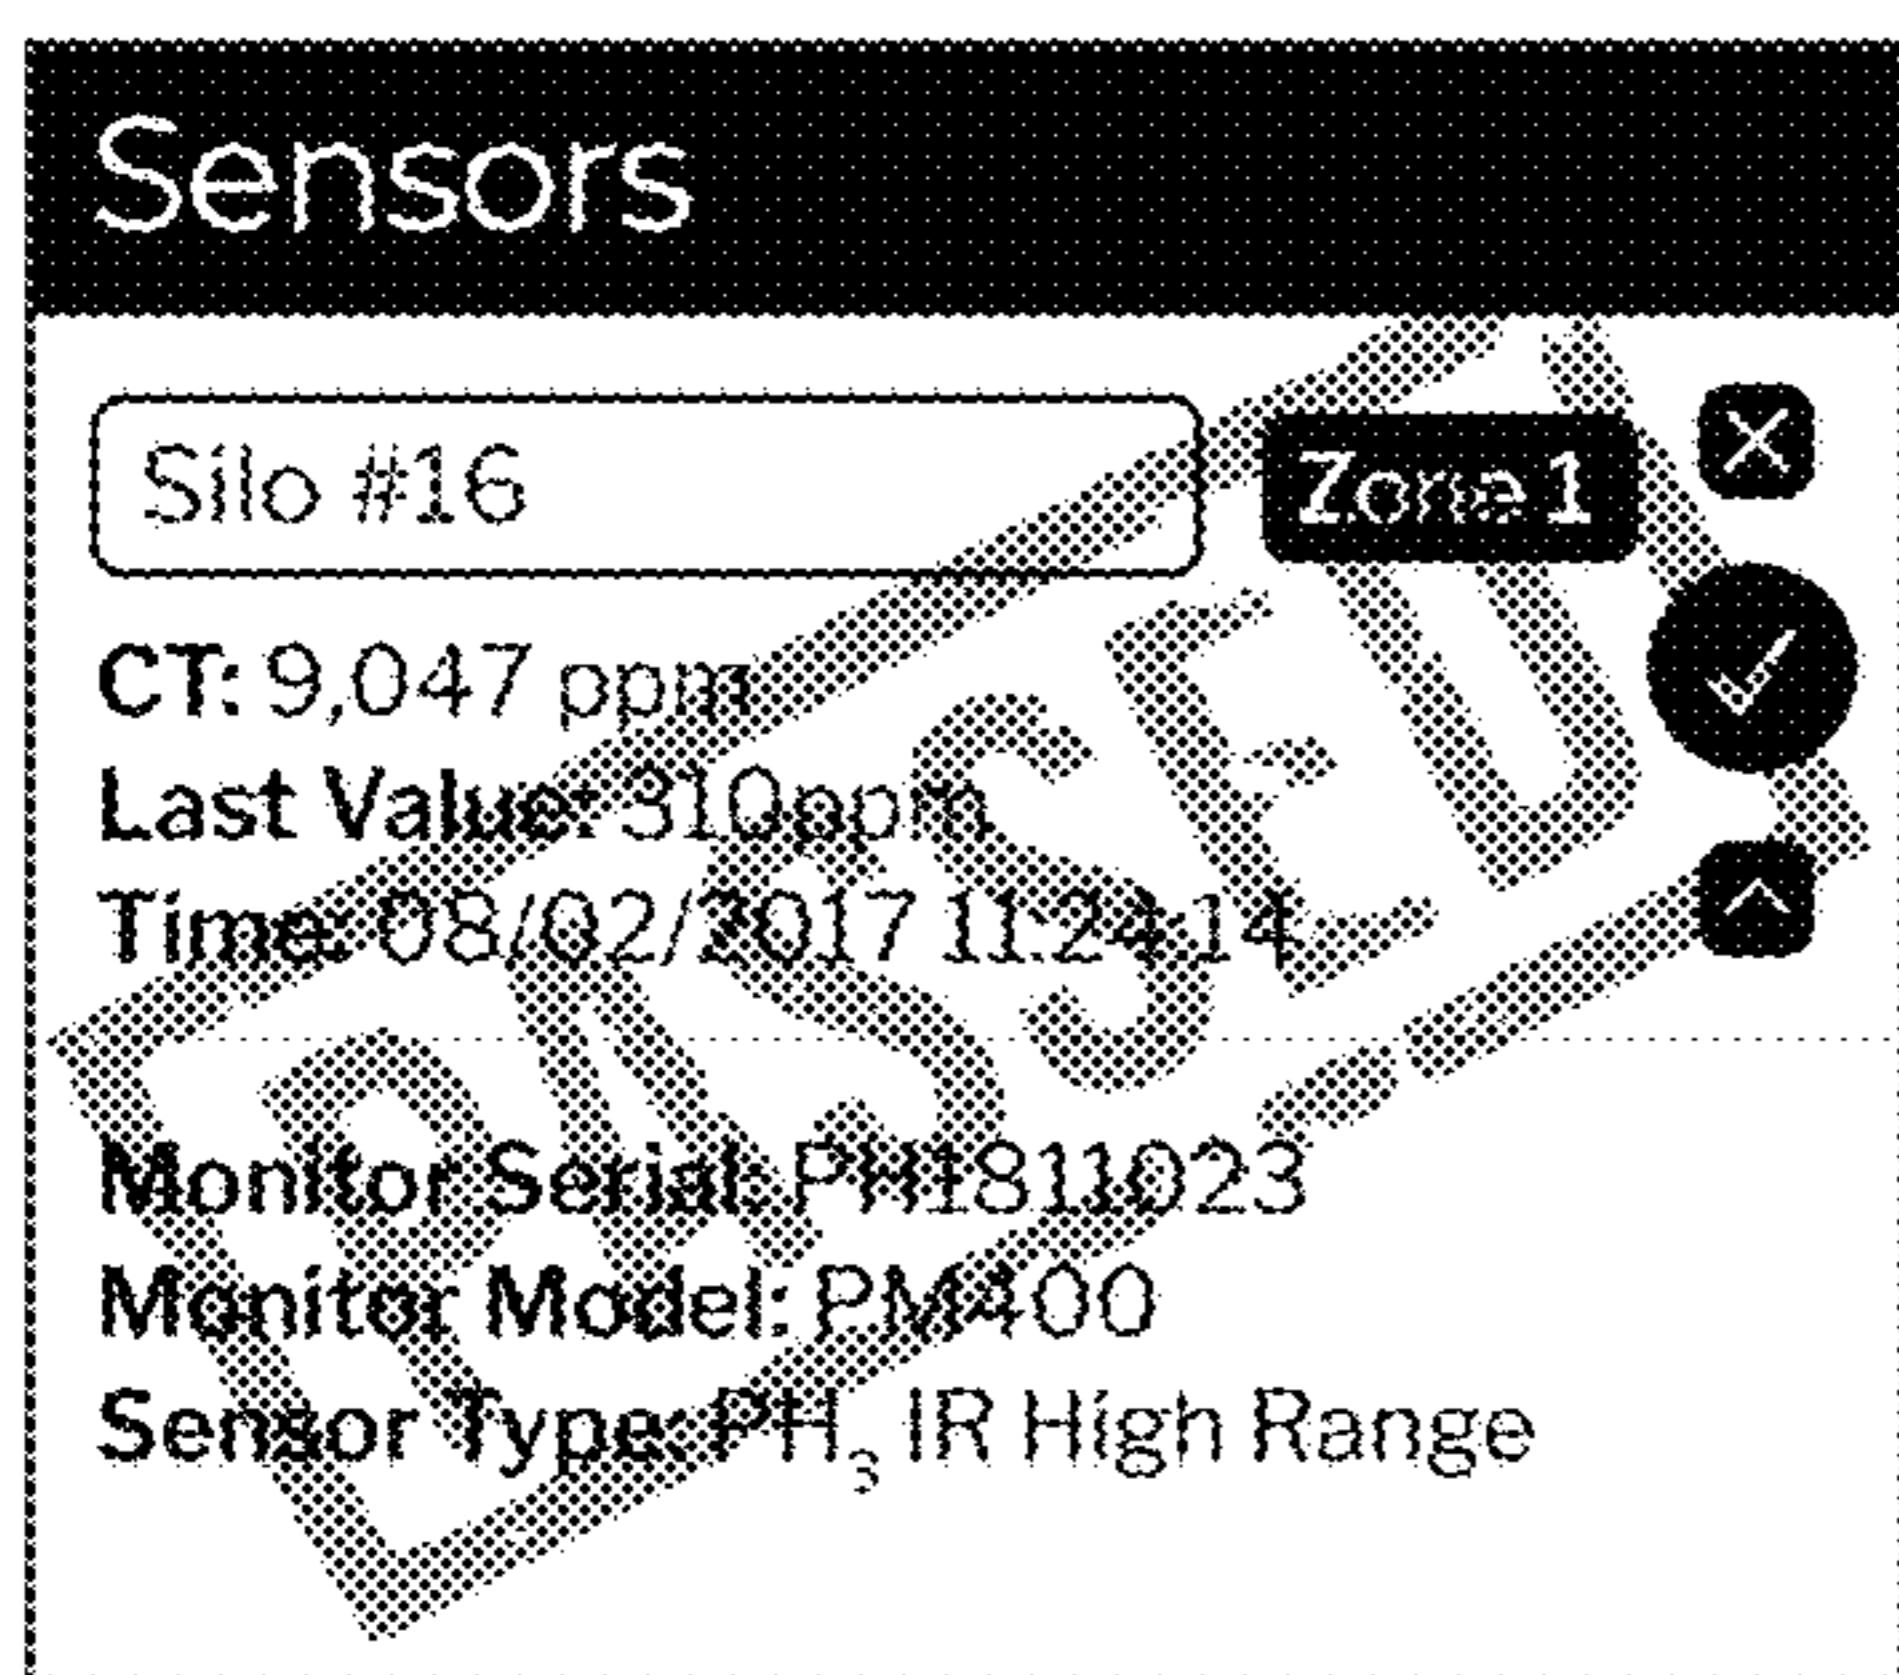 Sensors
Silo #16
Zone 1
CT: 9,047 ppm
Last Value: 310ppm
Time: 08/02/2017 11:24:14
PASSED
Monitor Serial: PH1811023
Monitor Model: PM400
Sensor Type: PH₃ IR High Range